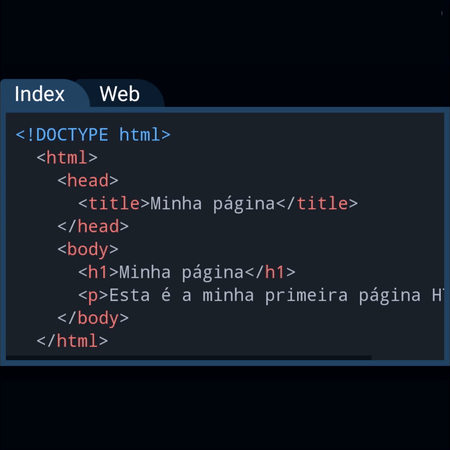 Index Web
<!DOCTYPE html>
<html>
<head>
<title>Minha página</title>
</head>
<body>
<h1>Minha página</h1>
<p>Esta é a minha primeira página
</body>
</html>